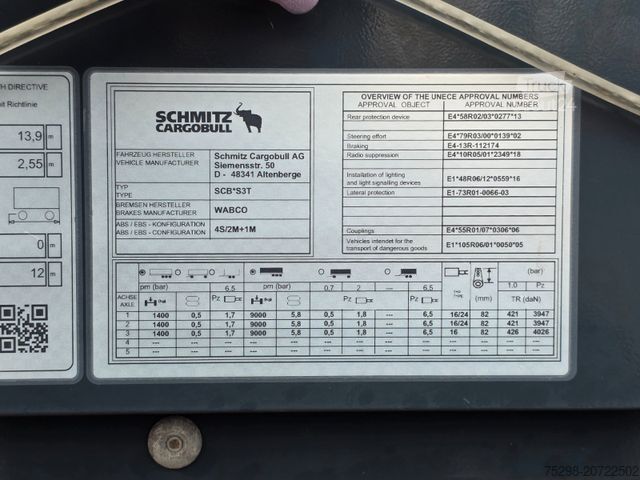 TH DIRECTIVE
mit Richtlinie
13,9 m
2,55 m
0 m
12 m
SCHMITZ
CARGOBULL
FAHRZEUG HERSTELLER
VEHICLE MANUFACTURER
Schmitz Cargobull AG
Siemensstr. 50
D - 48341 Altenberge
TYP
TYPE
SCB*S3T
BREMSEN HERSTELLER
BRAKES MANUFACTURER
WABCO
ABS / EBS - KONFIGURATION
ABS / EBS - CONFIGURATION
4S/2M+1M
OVERVIEW OF THE UNECE APPROVAL NUMBERS
APPROVAL OBJECT APPROVAL NUMBER
Rear protection device E4*58R02/03*0277*13
Steering effort E4*79R03/00*0139*02
Braking E4-13R-112174
Radio suppression E4*10R05/01*2349*18
Installation of lighting
and light signalling devices E1*48R06/12*0559*16
Lateral protection E1-73R01-0066-03
Couplings E4*55R01/07*0306*06
Vehicles intendet for the
transport of dangerous goods E1*105R06/01*0050*05
(bar)
pm (bar) 6,5 pm (bar) 0,7 2 --- 6,5 1.0 Pz
ACHSE
AXLE
Pz Pz Pz (mm) TR (daN)
1 1400 0,5 1.7 9000 5,8 0,5 1,8 --- 6,5 16/24 82 421 3947
2 1400 0,5 1.7 9000 5,8 0,5 1,8 --- 6,5 16/24 82 421 3947
3 1400 0,5 1.7 9000 5,8 0,5 1,8 --- 6,5 16 82 426 4026
4 --- --- --- --- --- --- --- --- --- --- --- --- ---
5 --- --- --- --- --- --- --- --- --- --- --- --- ---
75298-20722502